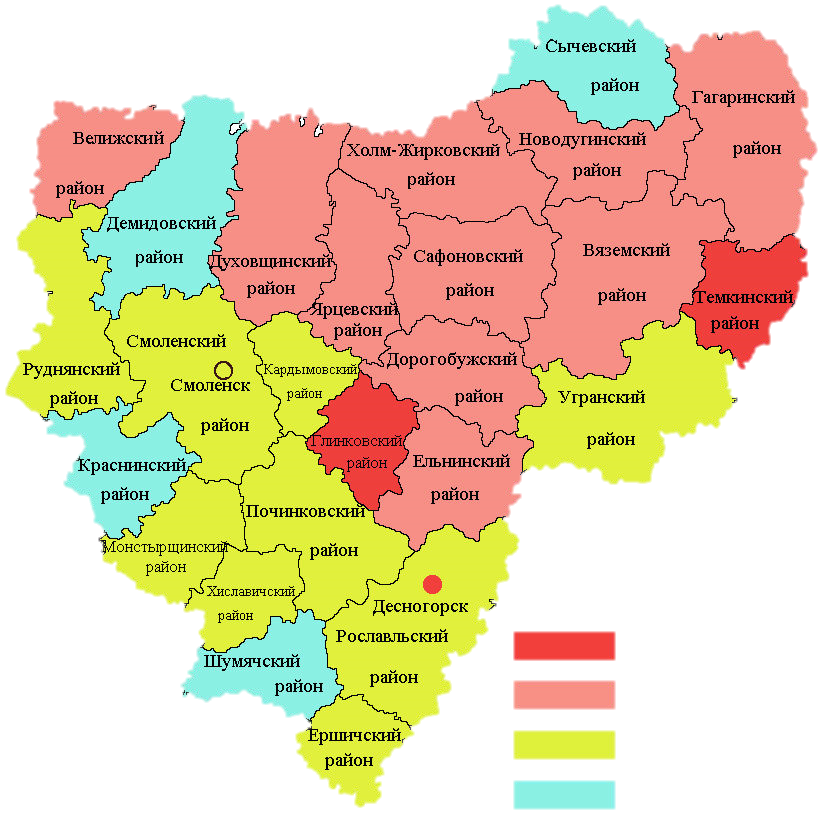 Сычевский
район
Гагаринский
район
Велижский
район
Новодугинский
район
Холм-Жирковский
район
Демидовский
район
Духовщинский
район
Сафоновский
район
Вяземский
район
Темкинский
район
Ярцевский
район
Смоленский
Смоленск
район
Руднянский
район
Кардымовский
район
Дорогобужский
район
Угранский
район
Глинковский
район
Ельнинский
район
Краснинский
район
Починковский
район
Монстырщинский
район
Хиславичский
район
Десногорск
Рославльский
район
Шумячский
район
Ершичский
район